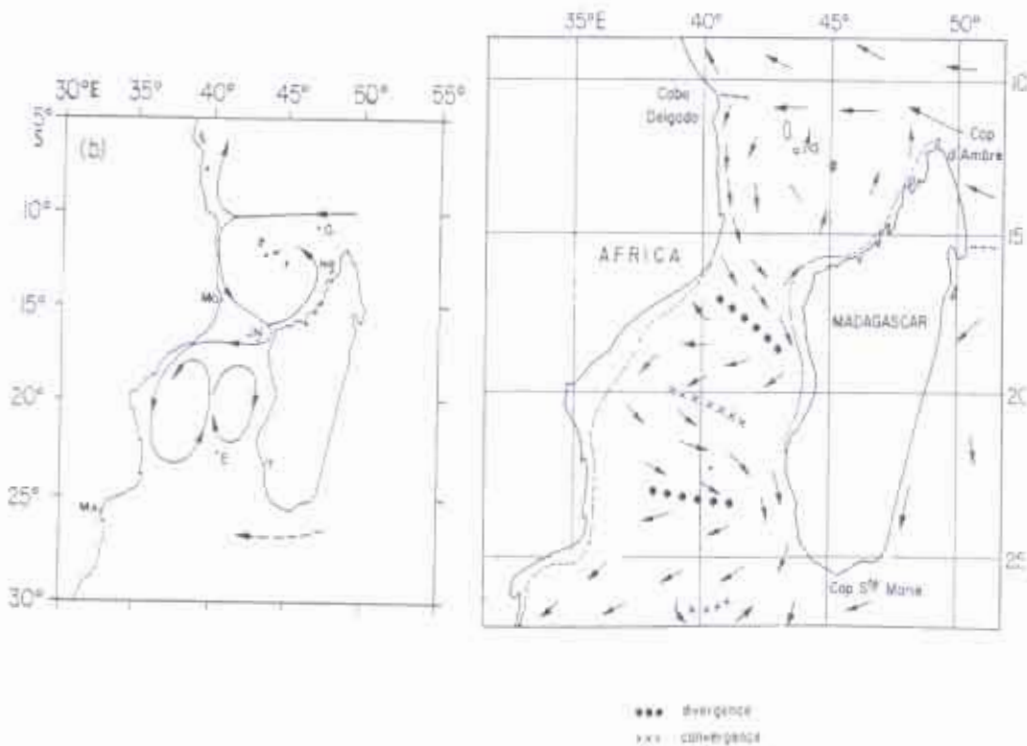 30°E 35° 40° 45° 50° 55°
5°
S
(b)
10°
15°
20°
25°
30°
Mo
E
Ma
35°E 40° 45° 50°
10
15
20
25
Cabo
Delgado
Cap
d'Ambre
AFRICA
MADAGASCAR
Cap Ste Marie
●●● divergence
××× convergence